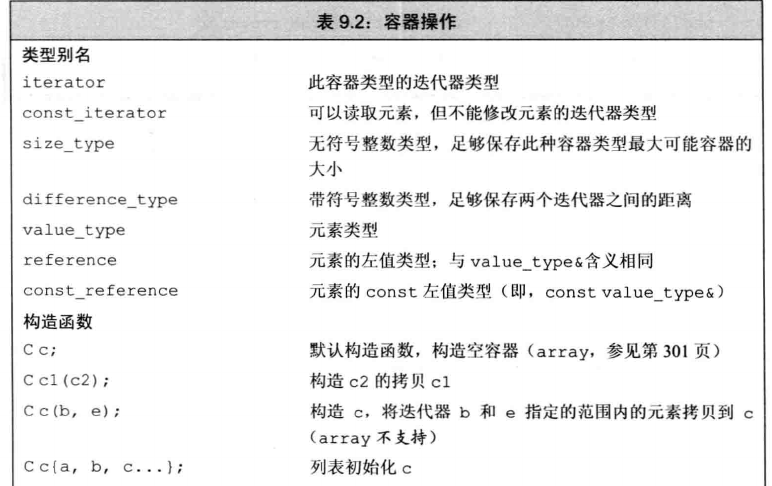 表 9.2：容器操作
类型别名
iterator 此容器类型的迭代器类型
const_iterator 可以读取元素，但不能修改元素的迭代器类型
size_type 无符号整数类型，足够保存此种容器类型最大可能容器的
大小
difference_type 带符号整数类型，足够保存两个迭代器之间的距离
value_type 元素类型
reference 元素的左值类型；与 value_type&含义相同
const_reference 元素的 const 左值类型（即，const value_type&）
构造函数
C c; 默认构造函数，构造空容器（array，参见第 301 页）
C c1(c2); 构造 c2 的拷贝 c1
C c(b, e); 构造 c，将迭代器 b 和 e 指定的范围内的元素拷贝到 c
（array 不支持）
C c{a, b, c...}; 列表初始化 c